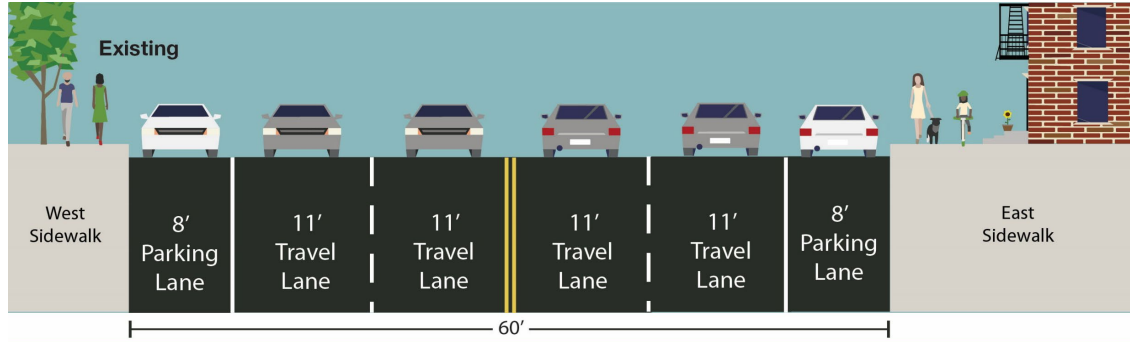 Existing
West
Sidewalk
8’
Parking
Lane
11’
Travel
Lane
11’
Travel
Lane
11’
Travel
Lane
11’
Travel
Lane
8’
Parking
Lane
East
Sidewalk
60’